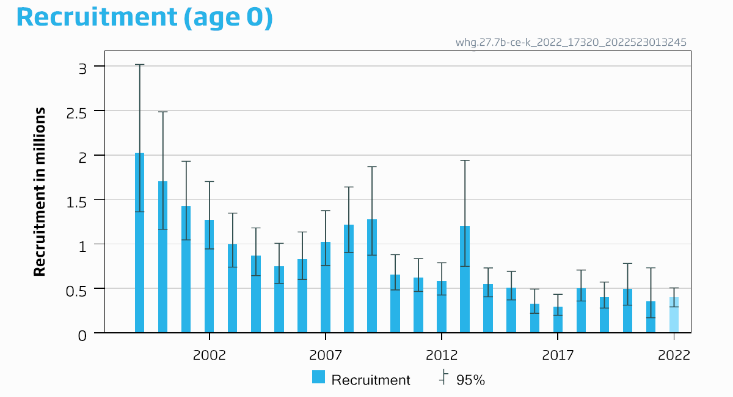 Recruitment (age 0)
whg.27.7b-ce-k_2022_17320_2022523013245
Recruitment in millions
3
2.5
2
1.5
1
0.5
0
2002 2007 2012 2017 2022
Recruitment 95%